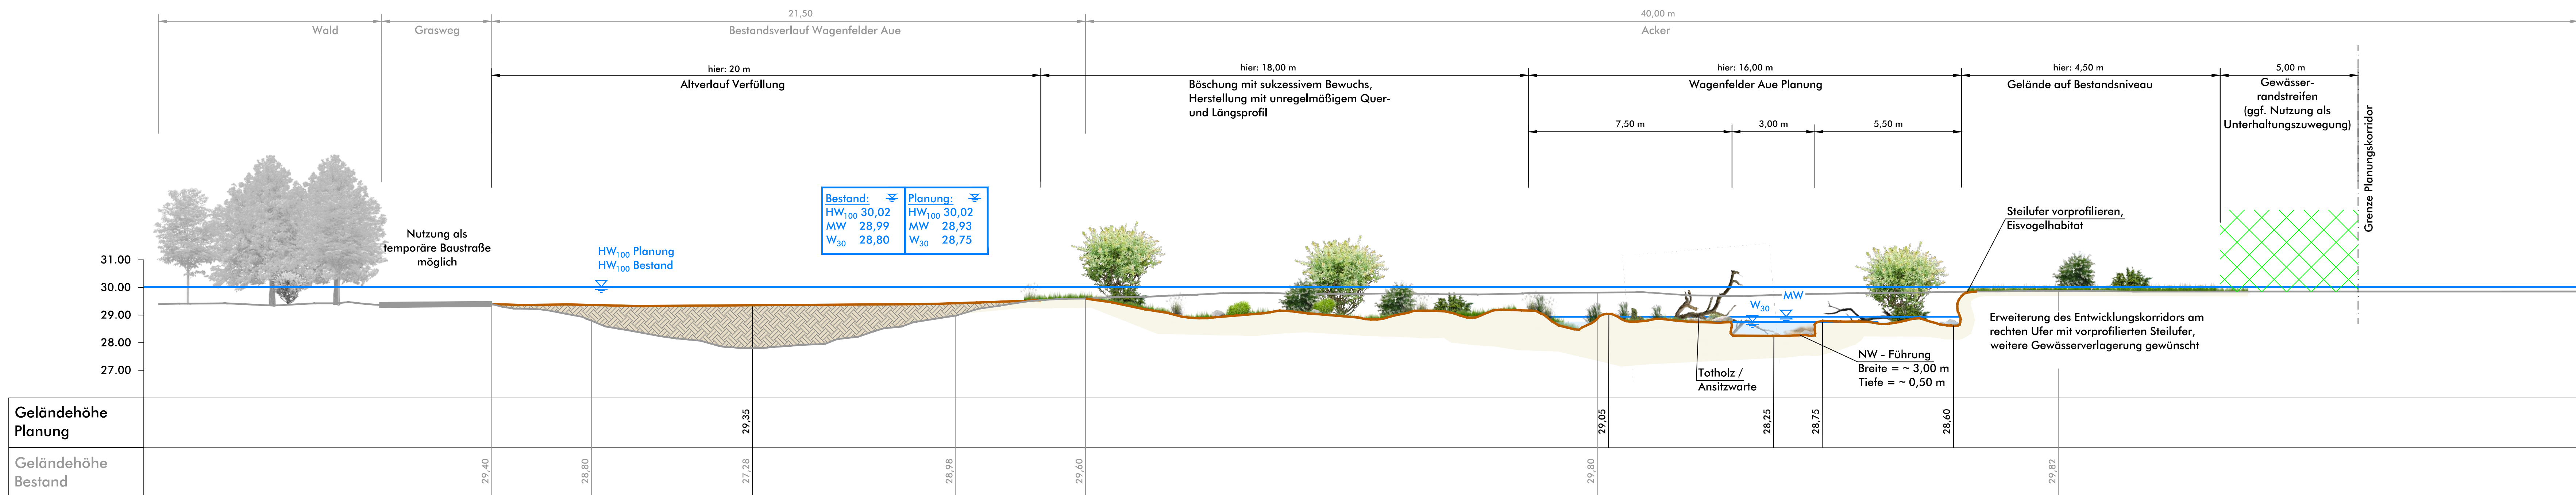 21,50
40,00 m
Wald
Grasweg
Bestandsverlauf Wagenfelder Aue
Acker
hier: 20 m
Altverlauf Verfüllung
hier: 18,00 m
Böschung mit sukzessivem Bewuchs,
Herstellung mit unregelmäßigem Quer-
und Längsprofil
hier: 16,00 m
Wagenfelder Aue Planung
7,50 m
3,00 m
5,50 m
hier: 4,50 m
Gelände auf Bestandsniveau
5,00 m
Gewässer-
randstreifen
(ggf. Nutzung als
Unterhaltungszuwegung)
Grenze Planungskorridor
Nutzung als
temporäre Baustraße
möglich
HW100 Planung
HW100 Bestand
Bestand:
HW100 30,02
MW 28,99
W30 28,80
Planung:
HW100 30,02
MW 28,93
W30 28,75
Steilufer vorprofilieren,
Eisvogelhabitat
MW
W30
31.00
30.00
29.00
28.00
27.00
Erweiterung des Entwicklungskorridors am
rechten Ufer mit vorprofilierten Steilufer,
weitere Gewässerverlagerung gewünscht
NW - Führung
Breite = ~ 3,00 m
Tiefe = ~ 0,50 m
Totholz /
Ansitzwarte
Geländehöhe
Planung
29,35
29,05
28,25
28,75
28,60
Geländehöhe
Bestand
29,40
28,80
27,28
28,98
29,60
29,80
29,82